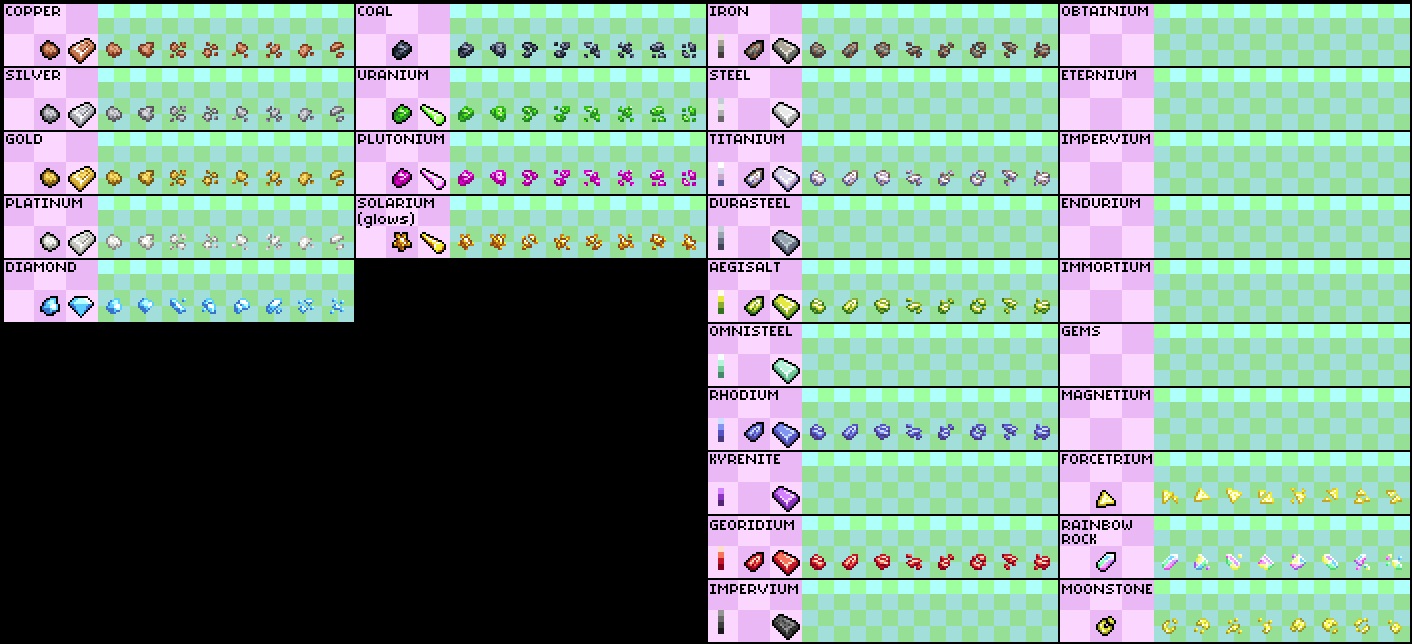 COPPER
SILVER
GOLD
PLATINUM
DIAMOND
COAL
URANIUM
PLUTONIUM
SOLARIUM
(glows)
IRON
STEEL
TITANIUM
DURASTEEL
AEGISALT
OMNISTEEL
RHODIUM
KYRENITE
GEORIDIUM
IMPERVIUM
OBTAINIUM
ETERNIUM
IMPERVIUM
ENDURIUM
IMMORTIUM
GEMS
MAGNETIUM
FORCETRIUM
RAINBOW
ROCK
MOONSTONE